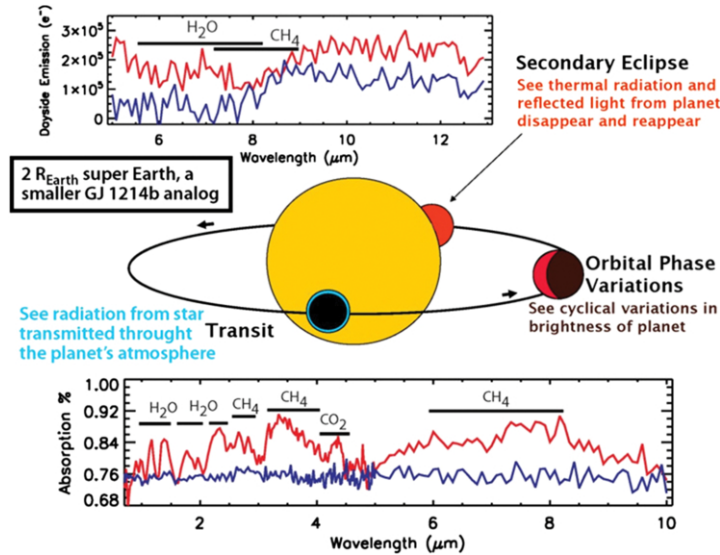 H2O
CH4
3×10⁵
2×10⁵
1×10⁵
0
Dayside Emission (e⁻)
6 8 10 12
Wavelength (μm)
Secondary Eclipse
See thermal radiation and
reflected light from planet
disappear and reappear
2 REarth super Earth, a
smaller GJ 1214b analog
Orbital Phase
Variations
See cyclical variations in
brightness of planet
See radiation from star
transmitted throught
the planet's atmosphere
Transit
1.00
0.92
0.84
0.76
0.68
Absorption %
H2O H2O CH4 CH4 CO2 CH4
2 4 6 8 10
Wavelength (μm)